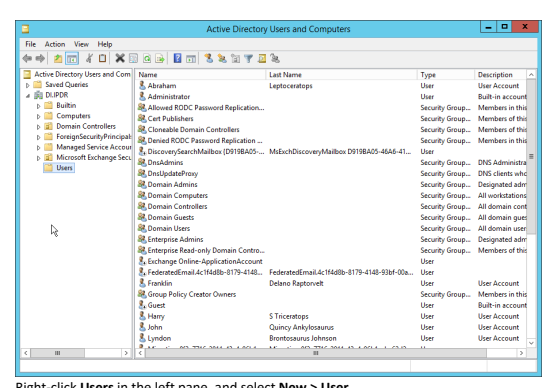 Active Directory Users and Computers
File Action View Help
Active Directory Users and Com
Name Last Name Type Description
Saved Queries
DLIPDR
Builtin
Computers
Domain Controllers
ForeignSecurityPrincipals
Managed Service Accour
Microsoft Exchange Secu
Users
Abraham Leptoceratops User User Account
Administrator User Built-in account
Allowed RODC Password Replication... Security Group... Members in this
Cert Publishers Security Group... Members of this
Cloneable Domain Controllers Security Group... Members of this
Denied RODC Password Replication ... Security Group... Members in this
DiscoverySearchMailbox {D919BA05-... MsExchDiscoveryMailbox D919BA05-46A6-41... User
DnsAdmins Security Group... DNS Administra
DnsUpdateProxy Security Group... DNS clients who
Domain Admins Security Group... Designated adm
Domain Computers Security Group... All workstations
Domain Controllers Security Group... All domain cont
Domain Guests Security Group... All domain gues
Domain Users Security Group... All domain user
Enterprise Admins Security Group... Designated adm
Enterprise Read-only Domain Contro... Security Group... Members of this
Exchange Online-ApplicationAccount User
FederatedEmail.4c1f4d8b-8179-4148... FederatedEmail.4c1f4d8b-8179-4148-93bf-00a... User
Franklin Delano Raptorvelt User User Account
Group Policy Creator Owners Security Group... Members in this
Guest User Built-in account
Harry S Triceratops User User Account
John Quincy Ankylosaurus User User Account
Lyndon Brontosaurus Johnson User User Account
Right-click Users in the left pane, and select New > User